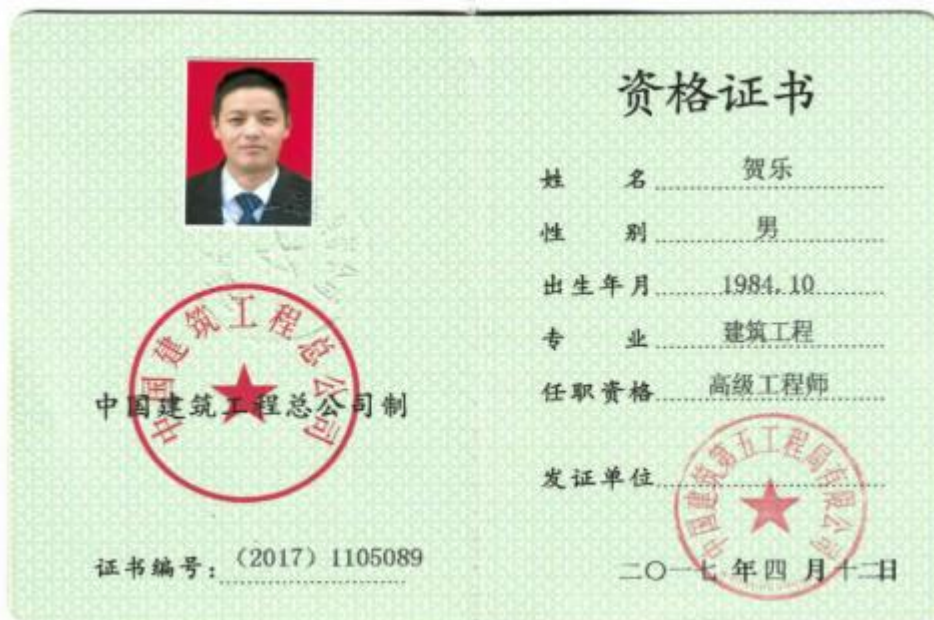 中国建筑工程总公司
中国建筑工程总公司制
证书编号：（2017）1105089
资格证书
姓 名 贺乐
性 别 男
出生年月 1984.10
专 业 建筑工程
任职资格 高级工程师
发证单位
中国建筑第五工程局有限公司
二〇一七 年 四 月 十二 日